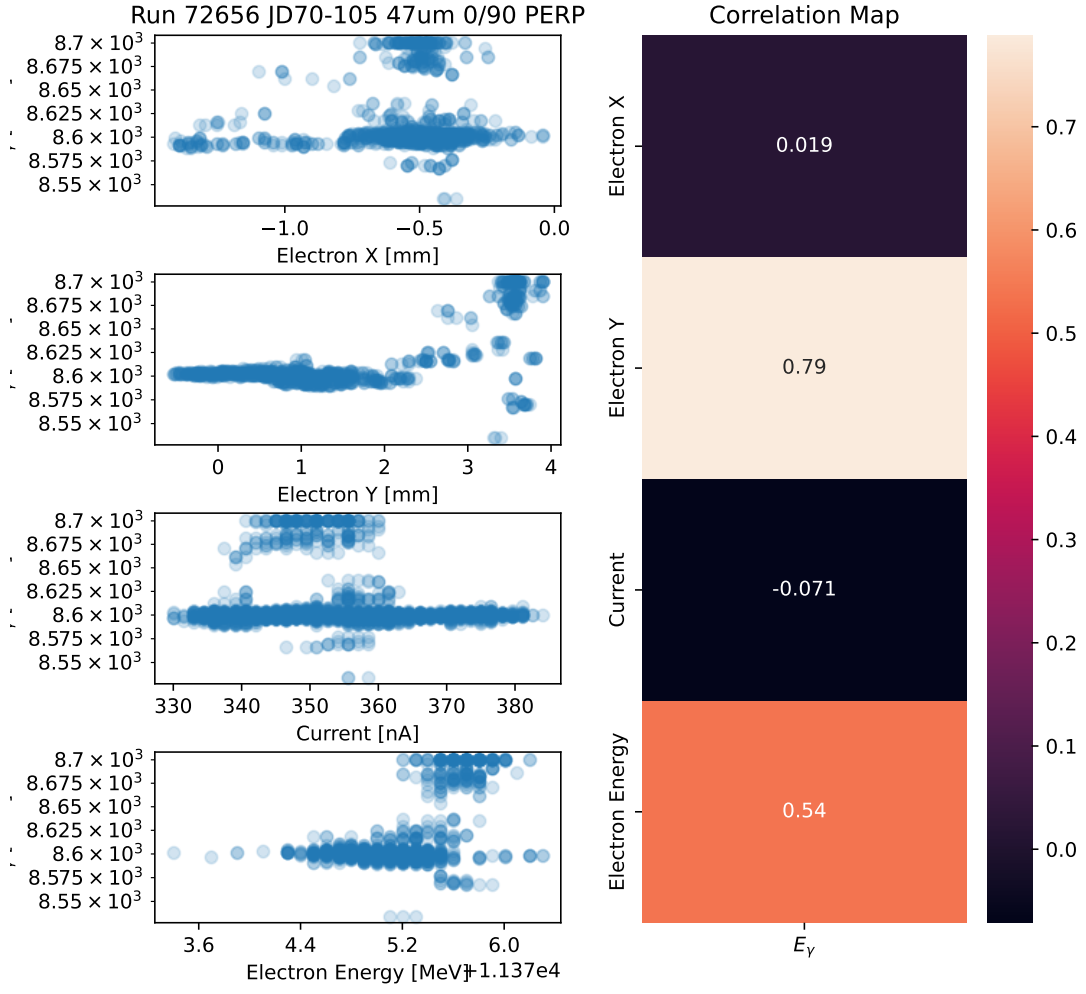 Run 72656 JD70-105 47um 0/90 PERP
8.7 × 10³
8.675 × 10³
8.65 × 10³
8.625 × 10³
8.6 × 10³
8.575 × 10³
8.55 × 10³
−1.0 −0.5 0.0
Electron X [mm]
8.7 × 10³
8.675 × 10³
8.65 × 10³
8.625 × 10³
8.6 × 10³
8.575 × 10³
8.55 × 10³
0 1 2 3 4
Electron Y [mm]
8.7 × 10³
8.675 × 10³
8.65 × 10³
8.625 × 10³
8.6 × 10³
8.575 × 10³
8.55 × 10³
330 340 350 360 370 380
Current [nA]
8.7 × 10³
8.675 × 10³
8.65 × 10³
8.625 × 10³
8.6 × 10³
8.575 × 10³
8.55 × 10³
3.6 4.4 5.2 6.0
Electron Energy [MeV]
+1.137e4
Correlation Map
Electron X
0.019
Electron Y
0.79
Current
-0.071
Electron Energy
0.54
Eγ
0.7
0.6
0.5
0.4
0.3
0.2
0.1
0.0